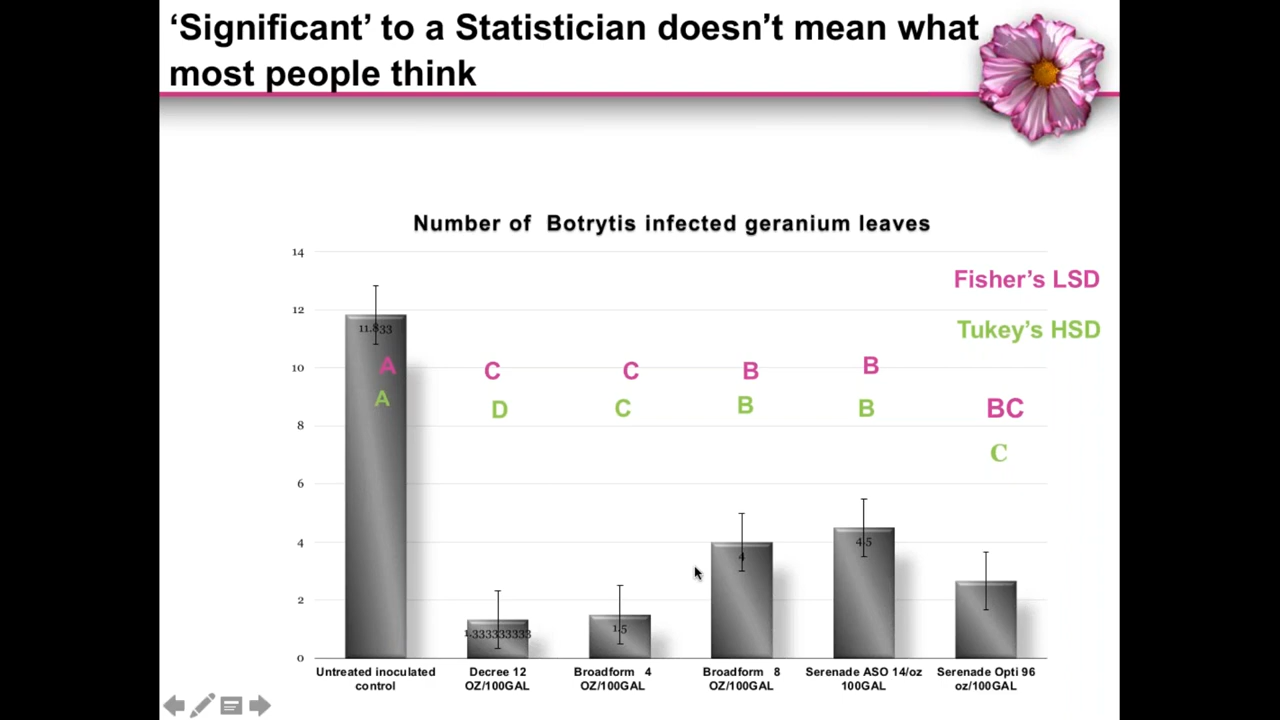 ‘Significant’ to a Statistician doesn’t mean what
most people think
Number of Botrytis infected geranium leaves
14
Fisher’s LSD
12
11.833
Tukey’s HSD
10
A
C
C
B
B
A
D
C
B
B
BC
8
C
6
4
4
4.5
2
1.333333333
1.5
0
Untreated inoculated
control
Decree 12
OZ/100GAL
Broadform 4
OZ/100GAL
Broadform 8
OZ/100GAL
Serenade ASO 14/oz
100GAL
Serenade Opti 96
oz/100GAL